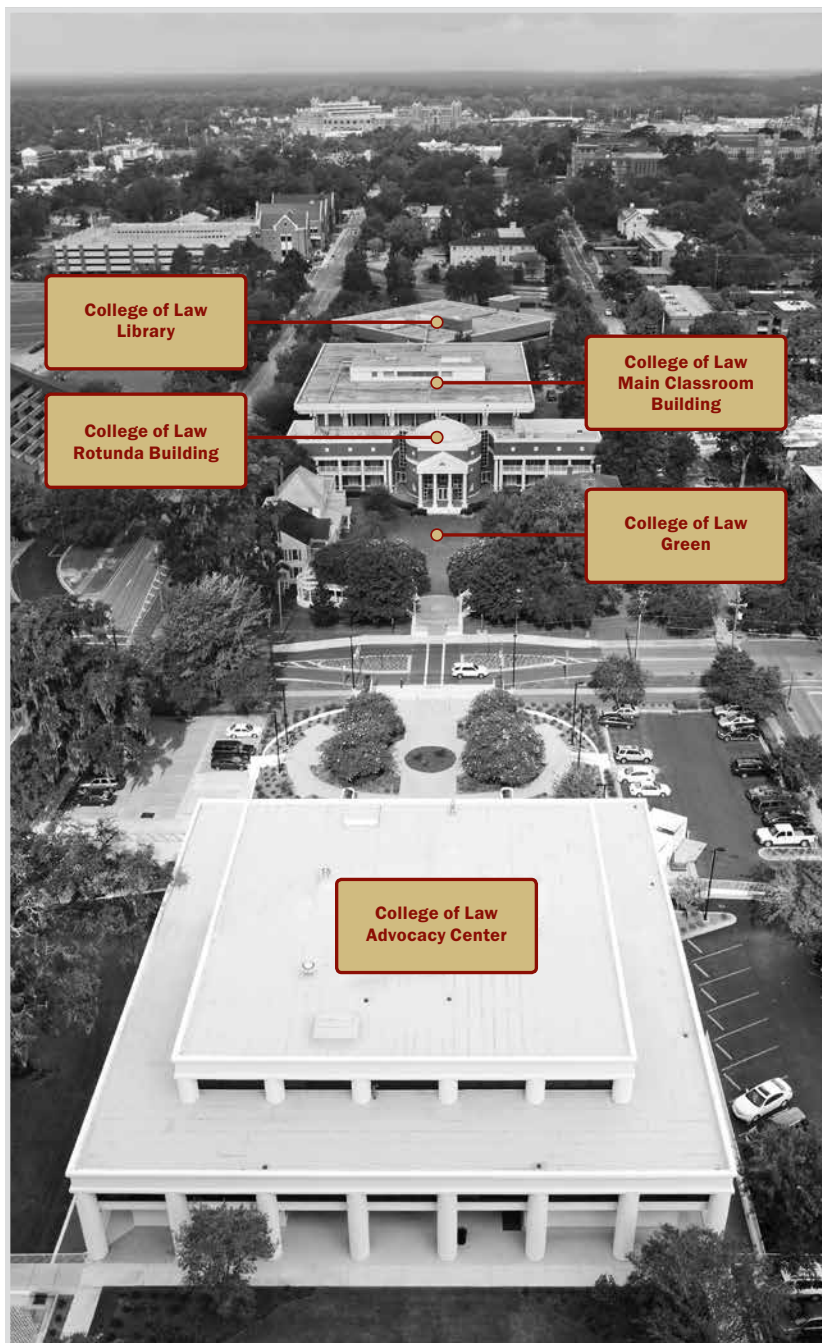 College of Law
Library
College of Law
Main Classroom
Building
College of Law
Rotunda Building
College of Law
Green
College of Law
Advocacy Center